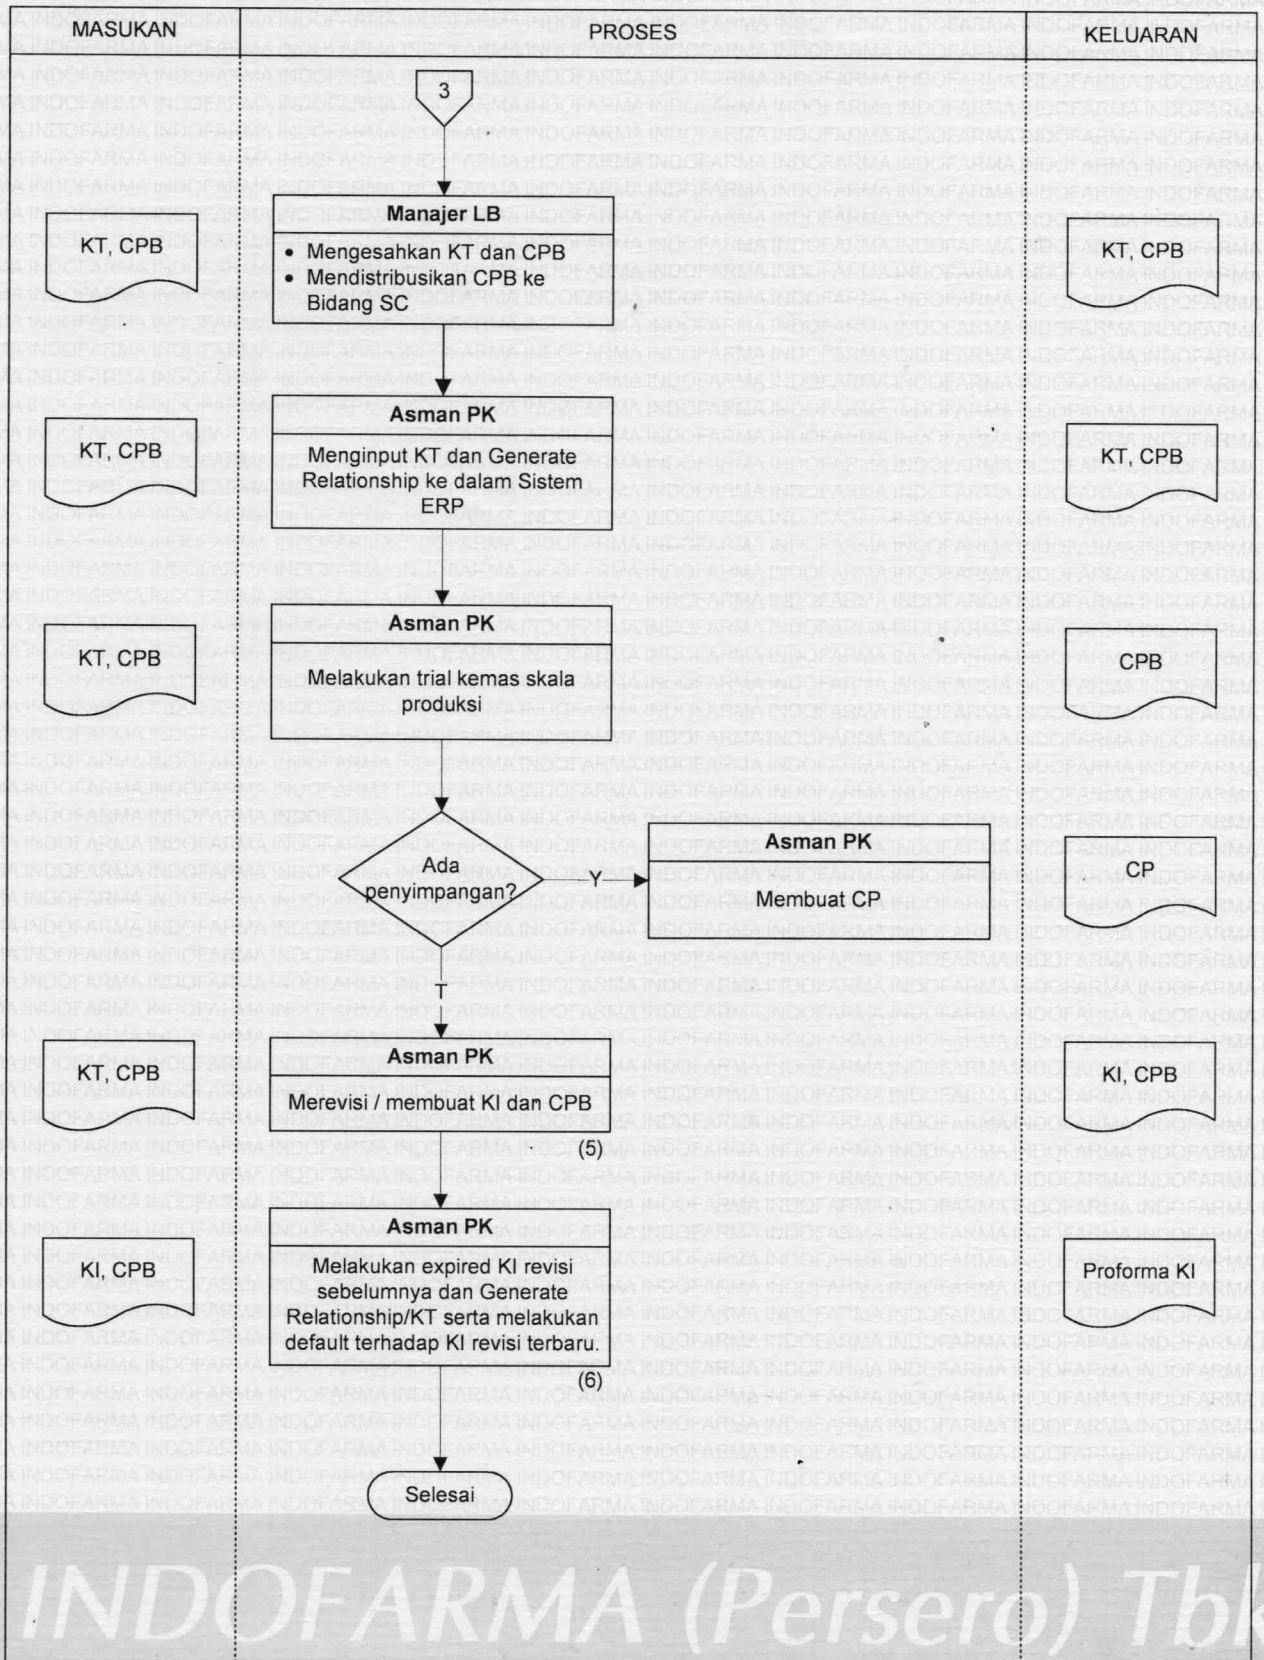 MASUKAN
PROSES
KELUARAN
3
KT, CPB
Manajer LB
• Mengesahkan KT dan CPB
• Mendistribusikan CPB ke
Bidang SC
KT, CPB
KT, CPB
Asman PK
Menginput KT dan Generate
Relationship ke dalam Sistem
ERP
KT, CPB
KT, CPB
Asman PK
Melakukan trial kemas skala
produksi
CPB
Ada
penyimpangan?
Y
Asman PK
Membuat CP
CP
T
KT, CPB
Asman PK
Merevisi / membuat KI dan CPB
(5)
KI, CPB
KI, CPB
Asman PK
Melakukan expired KI revisi
sebelumnya dan Generate
Relationship/KT serta melakukan
default terhadap KI revisi terbaru.
(6)
Proforma KI
Selesai
INDOFARMA (Persero) Tbk